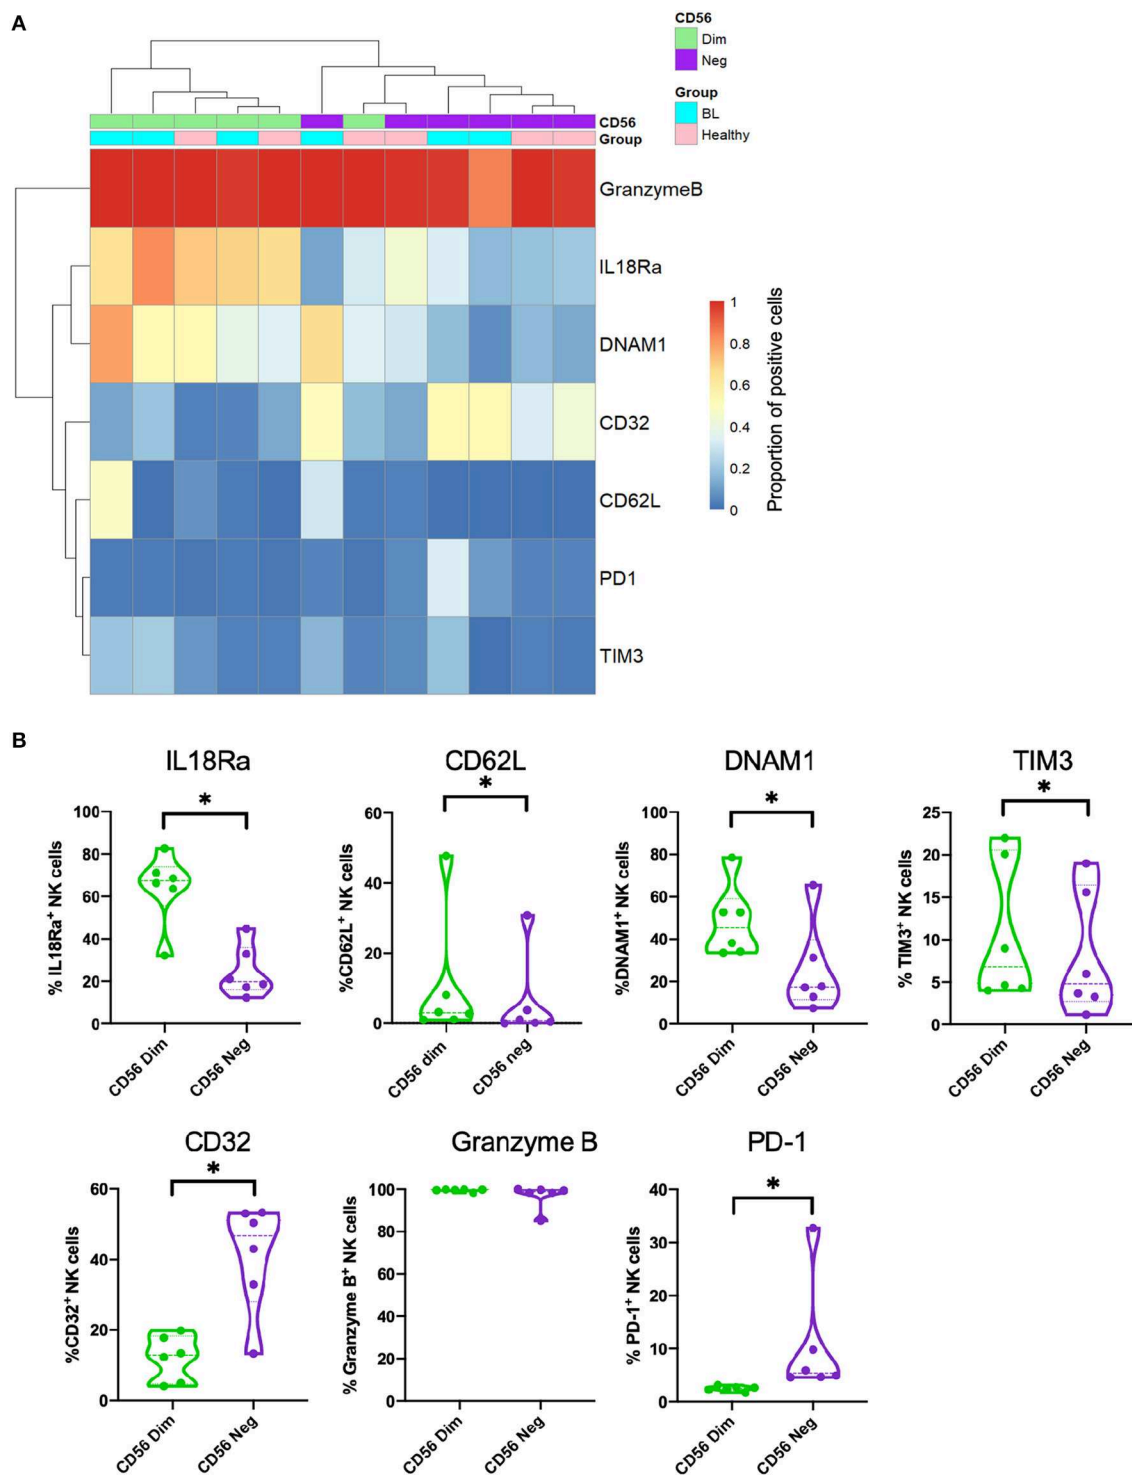 A
CD56
Dim
Neg
Group
BL
Healthy
CD56
Group
GranzymeB
IL18Ra
DNAM1
CD32
CD62L
PD1
TIM3
1
0.8
0.6
0.4
0.2
0
Proportion of positive cells
B
IL18Ra
*
% IL18Ra+ NK cells
100
80
60
40
20
0
CD56 Dim
CD56 Neg
CD62L
*
%CD62L+ NK cells
60
40
20
0
CD56 dim
CD56 neg
DNAM1
*
%DNAM1+ NK cells
100
80
60
40
20
0
CD56 Dim
CD56 Neg
TIM3
*
% TIM3+ NK cells
25
20
15
10
5
0
CD56 Dim
CD56 Neg
CD32
*
%CD32+ NK cells
60
40
20
0
CD56 Dim
CD56 Neg
Granzyme B
% Granzyme B+ NK cells
100
80
60
40
20
0
CD56 Dim
CD56 Neg
PD-1
*
% PD-1+ NK cells
40
30
20
10
0
CD56 Dim
CD56 Neg